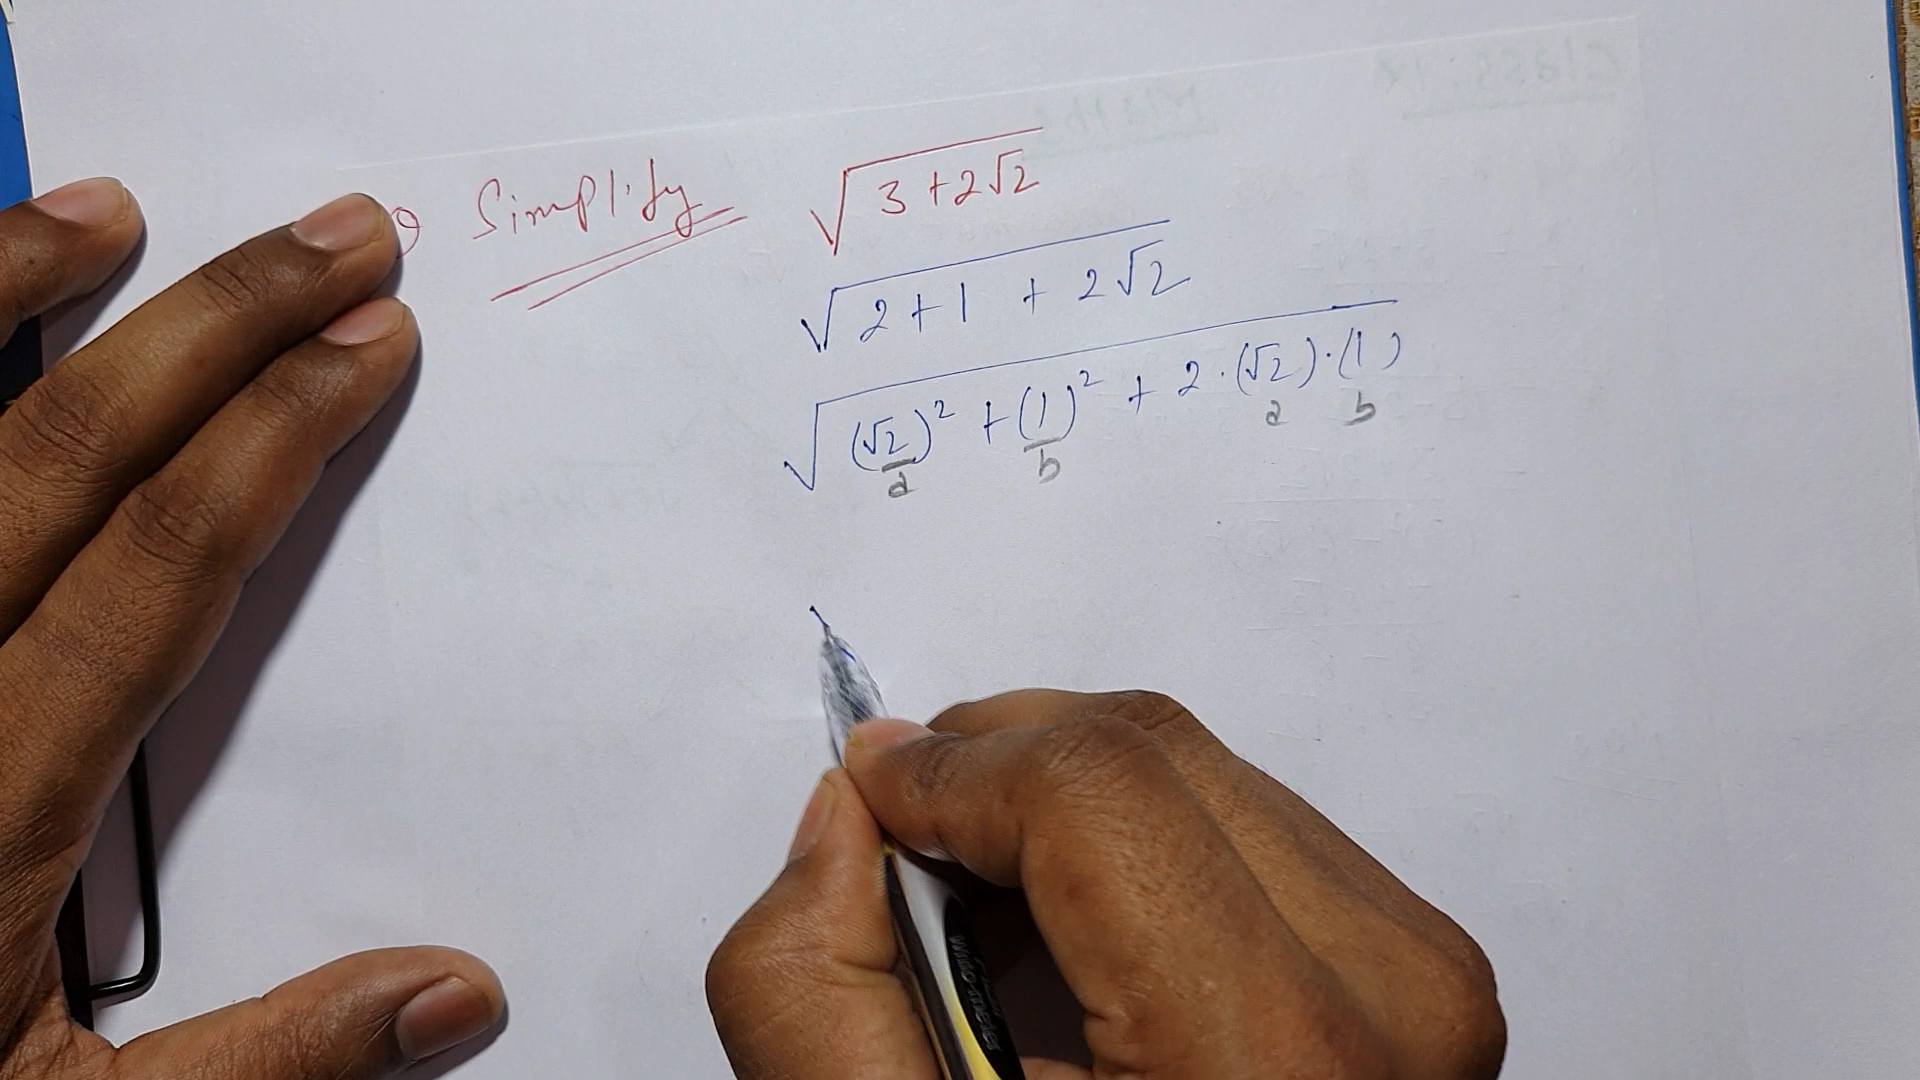 Simplify √(3+2√2)
√(2+1 + 2√2)
√((√2)² + (1)² + 2·(√2)·(1))
a b a b